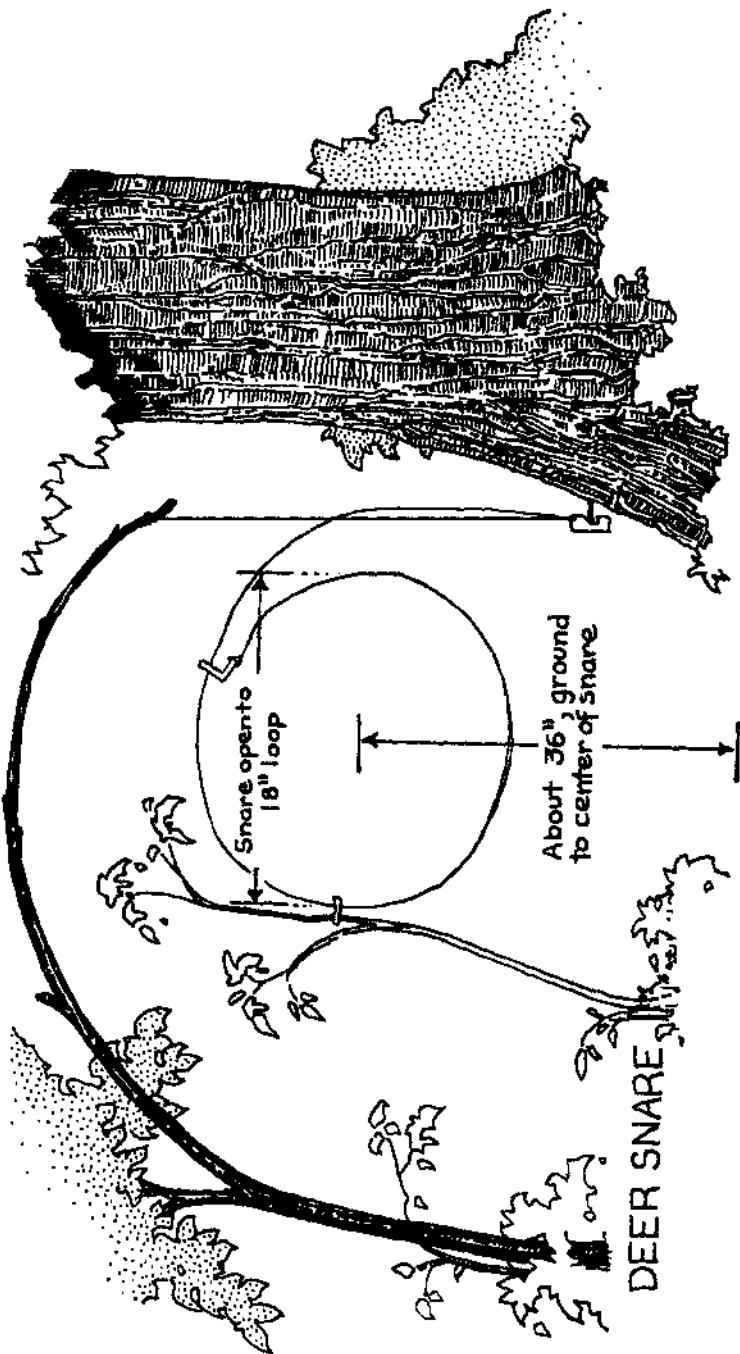 Snare open to
18" loop
About 36", ground
to center of snare
DEER SNARE